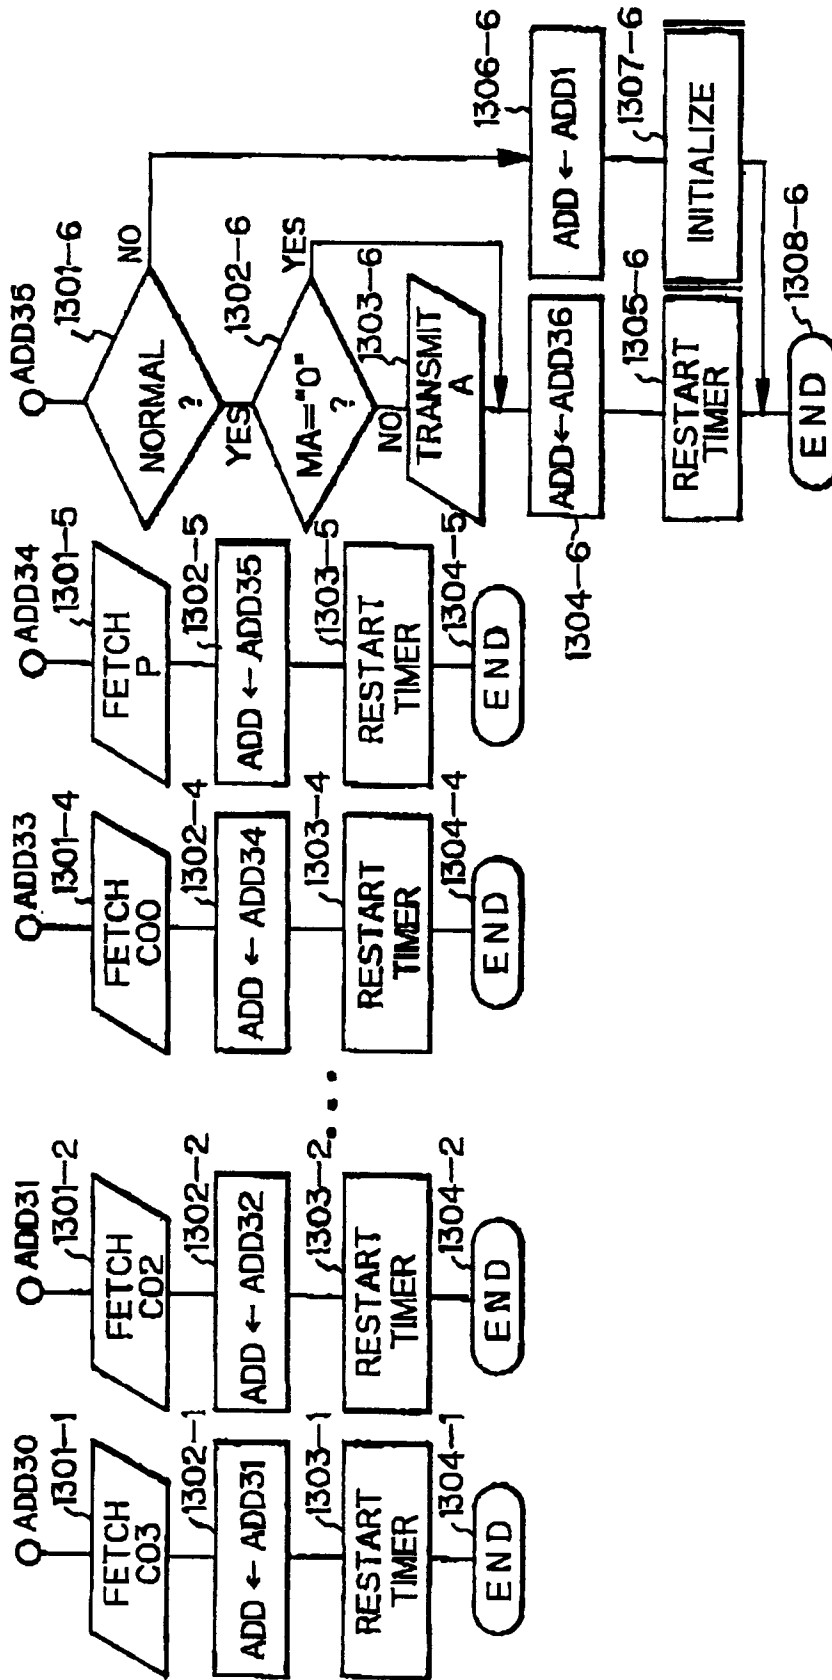 ADD30
1301-1
FETCH
C03
1302-1
ADD ← ADD31
1303-1
RESTART
TIMER
1304-1
END
ADD31
1301-2
FETCH
C02
1302-2
ADD ← ADD32
1303-2
RESTART
TIMER
1304-2
END
ADD33
1301-4
FETCH
C00
1302-4
ADD ← ADD34
1303-4
RESTART
TIMER
1304-4
END
ADD34
1301-5
FETCH
P
1302-5
ADD ← ADD35
1303-5
RESTART
TIMER
1304-5
END
ADD35
1301-6
NORMAL
?
NO
YES
1302-6
MA="0"
?
YES
NO
1303-6
TRANSMIT
A
1304-6
ADD←ADD36
1305-6
RESTART
TIMER
1306-6
ADD ← ADD1
1307-6
INITIALIZE
1308-6
END